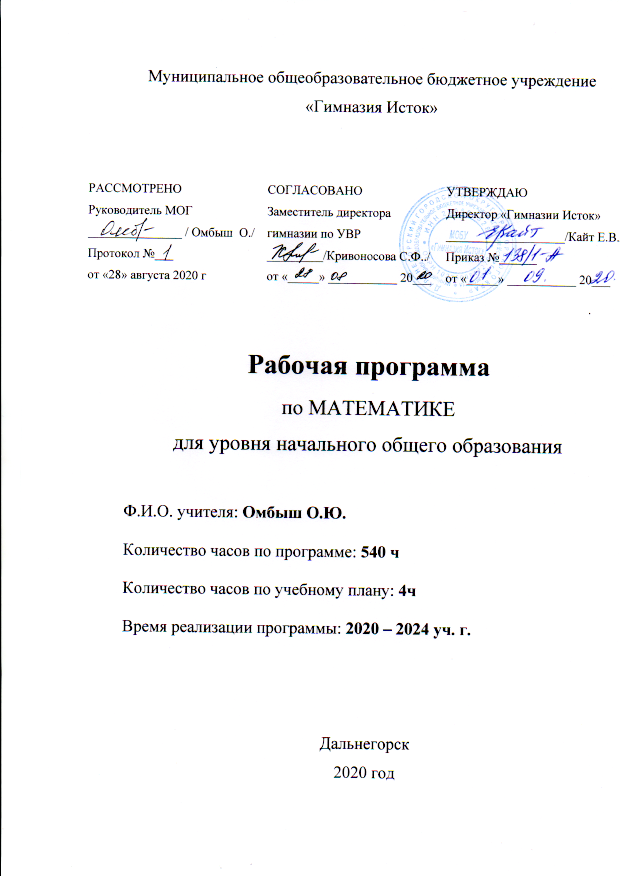 Муниципальное общеобразовательное бюджетное учреждение
«Гимназия Исток»
РАССМОТРЕНО
Руководитель МОГ
/ Омбыш О./
Протокол № 1
от «28» августа 2020 г
СОГЛАСОВАНО
Заместитель директора
гимназии по УВР
/Кривоносова С.Ф../
от « 28 » 08 2020
УТВЕРЖДАЮ
Директор «Гимназии Исток»
/Кайт Е.В.
Приказ № 138/1-А
от « 01 » 09. 2020.
Рабочая программа
по МАТЕМАТИКЕ
для уровня начального общего образования
Ф.И.О. учителя: Омбыш О.Ю.
Количество часов по программе: 540 ч
Количество часов по учебному плану: 4ч
Время реализации программы: 2020 – 2024 уч. г.
Дальнегорск
2020 год